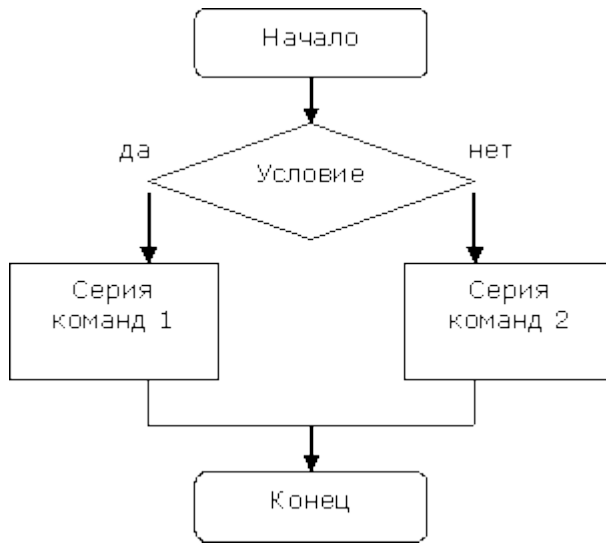 Начало
да
нет
Условие
Серия
команд 1
Серия
команд 2
Конец